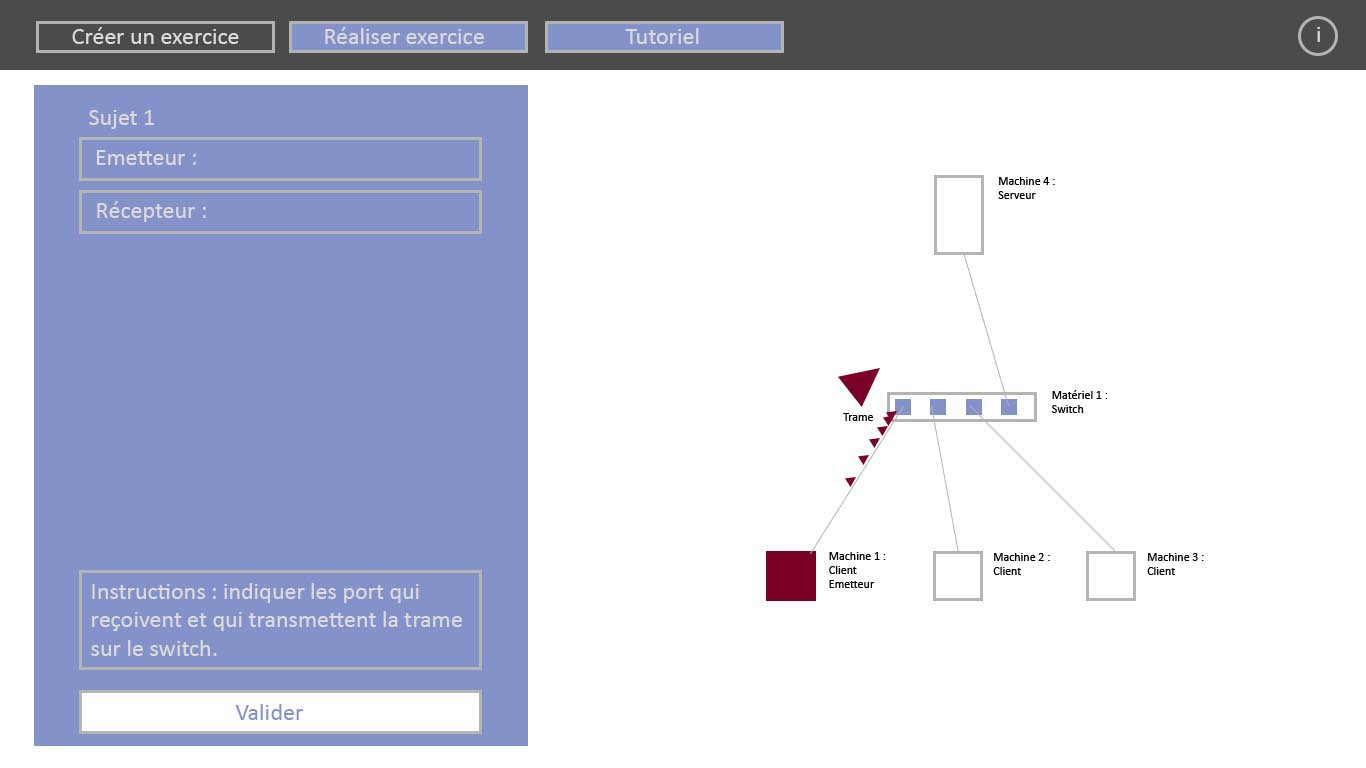 Créer un exercice
Réaliser exercice
Tutoriel
i
Sujet 1
Emetteur :
Récepteur :
Instructions : indiquer les port qui
reçoivent et qui transmettent la trame
sur le switch.
Valider
Machine 4 :
Serveur
Matériel 1 :
Switch
Trame
Machine 1 :
Client
Emetteur
Machine 2 :
Client
Machine 3 :
Client